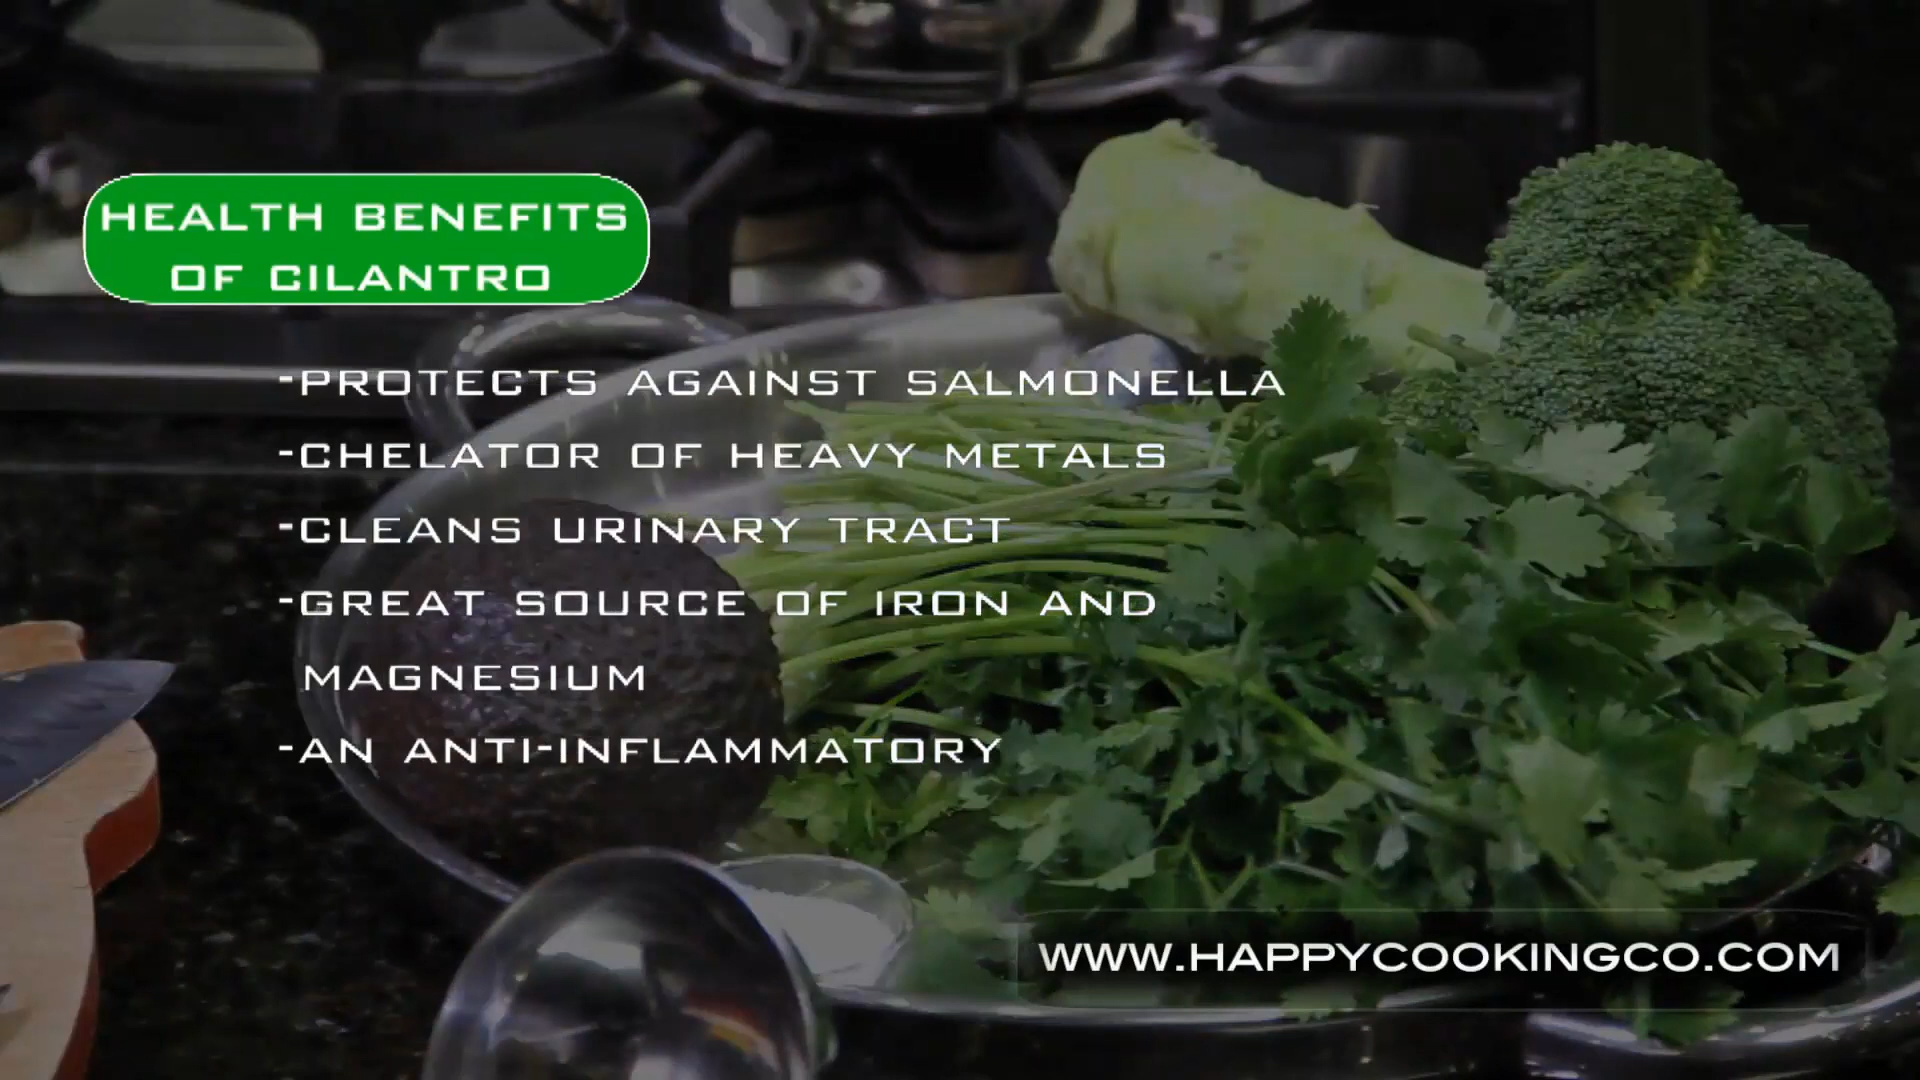 HEALTH BENEFITS
OF CILANTRO
-PROTECTS AGAINST SALMONELLA
-CHELATOR OF HEAVY METALS
-CLEANS URINARY TRACT
-GREAT SOURCE OF IRON AND
MAGNESIUM
-AN ANTI-INFLAMMATORY
WWW.HAPPYCOOKINGCO.COM